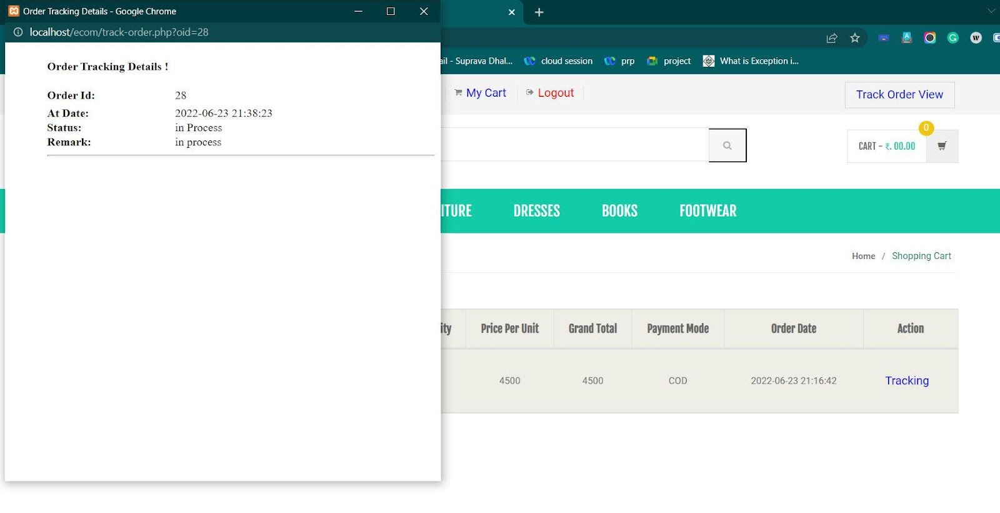 Order Tracking Details - Google Chrome
localhost/ecom/track-order.php?oid=28
Order Tracking Details !
Order Id: 28
At Date: 2022-06-23 21:38:23
Status: in Process
Remark: in process
ail - Suprava Dhal... cloud session prp project What is Exception i...
My Cart Logout Track Order View
0
CART - ₹. 00.00
ITURE DRESSES BOOKS FOOTWEAR
Home / Shopping Cart
ity Price Per Unit Grand Total Payment Mode Order Date Action
4500 4500 COD 2022-06-23 21:16:42 Tracking